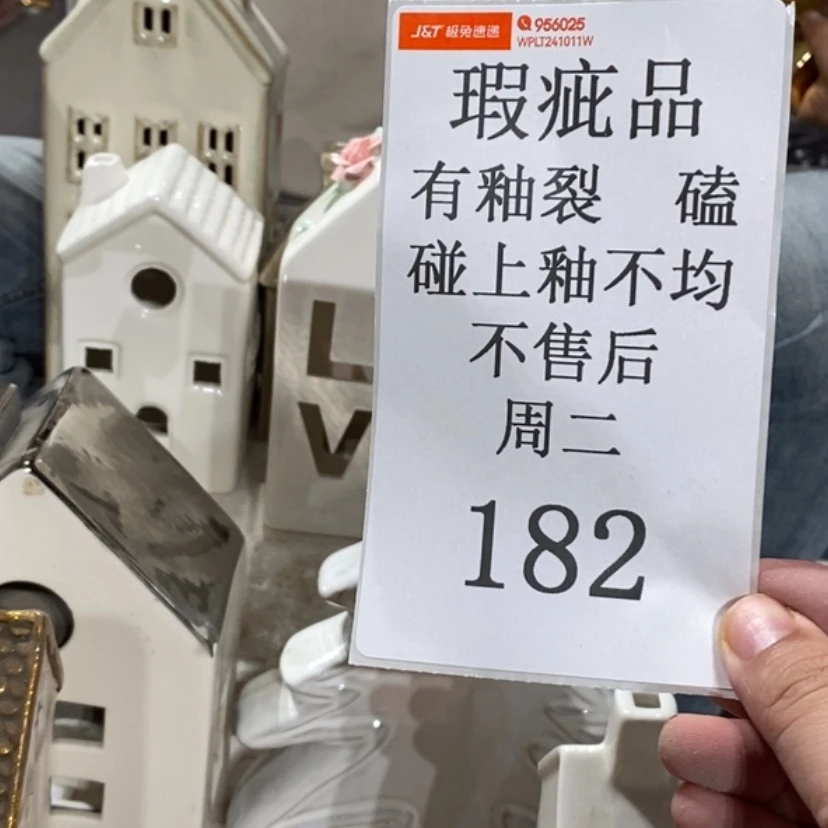 J&T 极兔速递
956025
WPLT241011W
瑕疵品
有釉裂 磕
碰上釉不均
不售后
周二
182
L
V